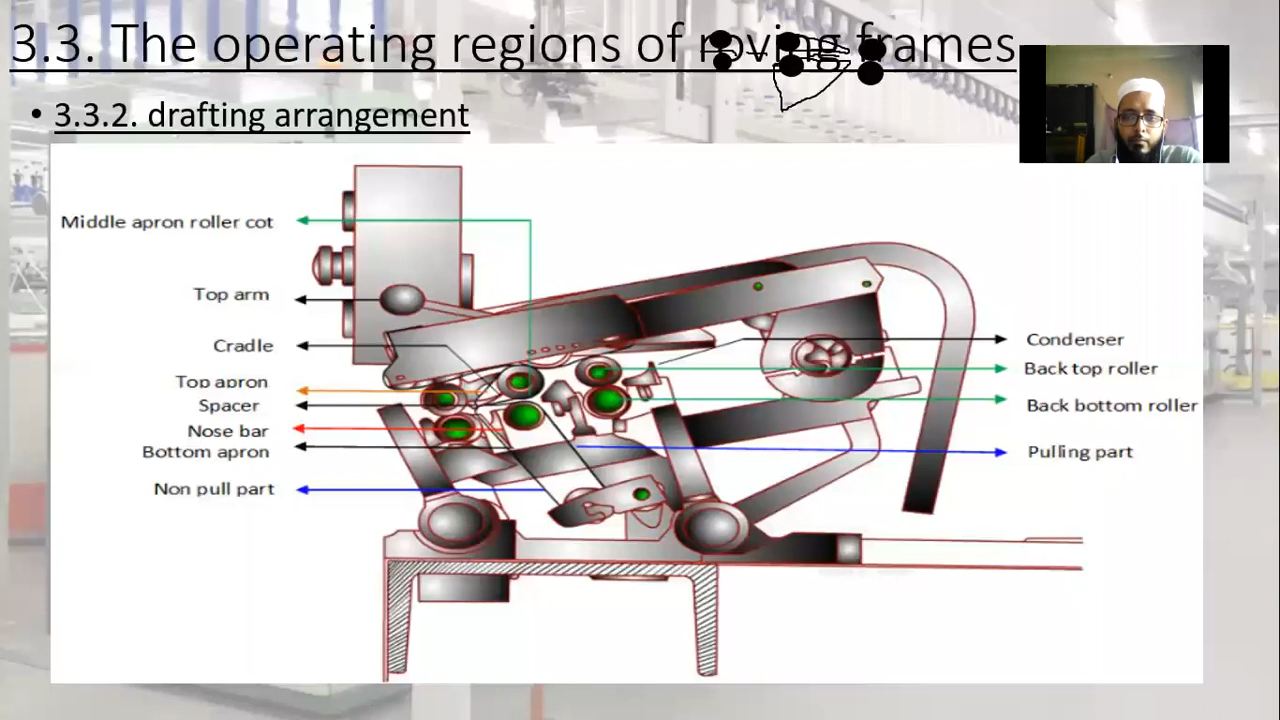 3.3. The operating regions of roving frames
• 3.3.2. drafting arrangement
Middle apron roller cot
Top arm
Cradle
Top apron
Spacer
Nose bar
Bottom apron
Non pull part
Condenser
Back top roller
Back bottom roller
Pulling part